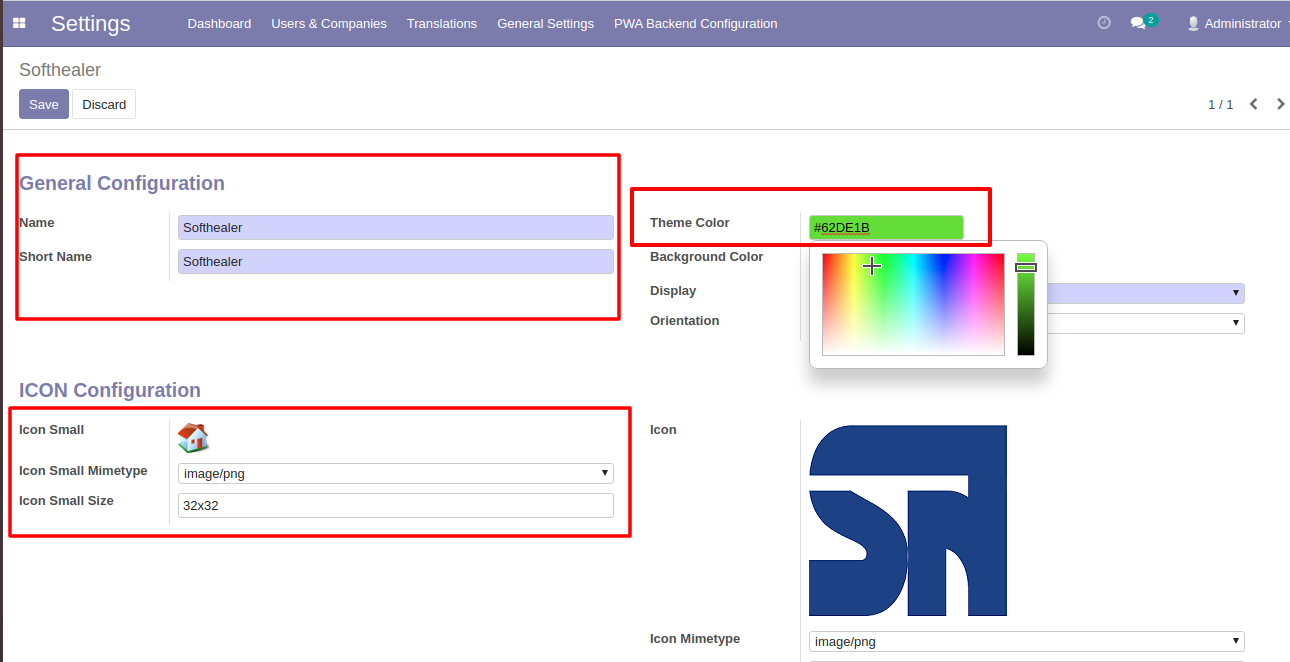 Settings Dashboard Users & Companies Translations General Settings PWA Backend Configuration 2 Administrator
Softhealer
Save Discard 1 / 1
General Configuration
Name Softhealer
Short Name Softhealer
Theme Color #62DE1B
Background Color
Display
Orientation
ICON Configuration
Icon Small
Icon Small Mimetype image/png
Icon Small Size 32x32
Icon
Icon Mimetype image/png